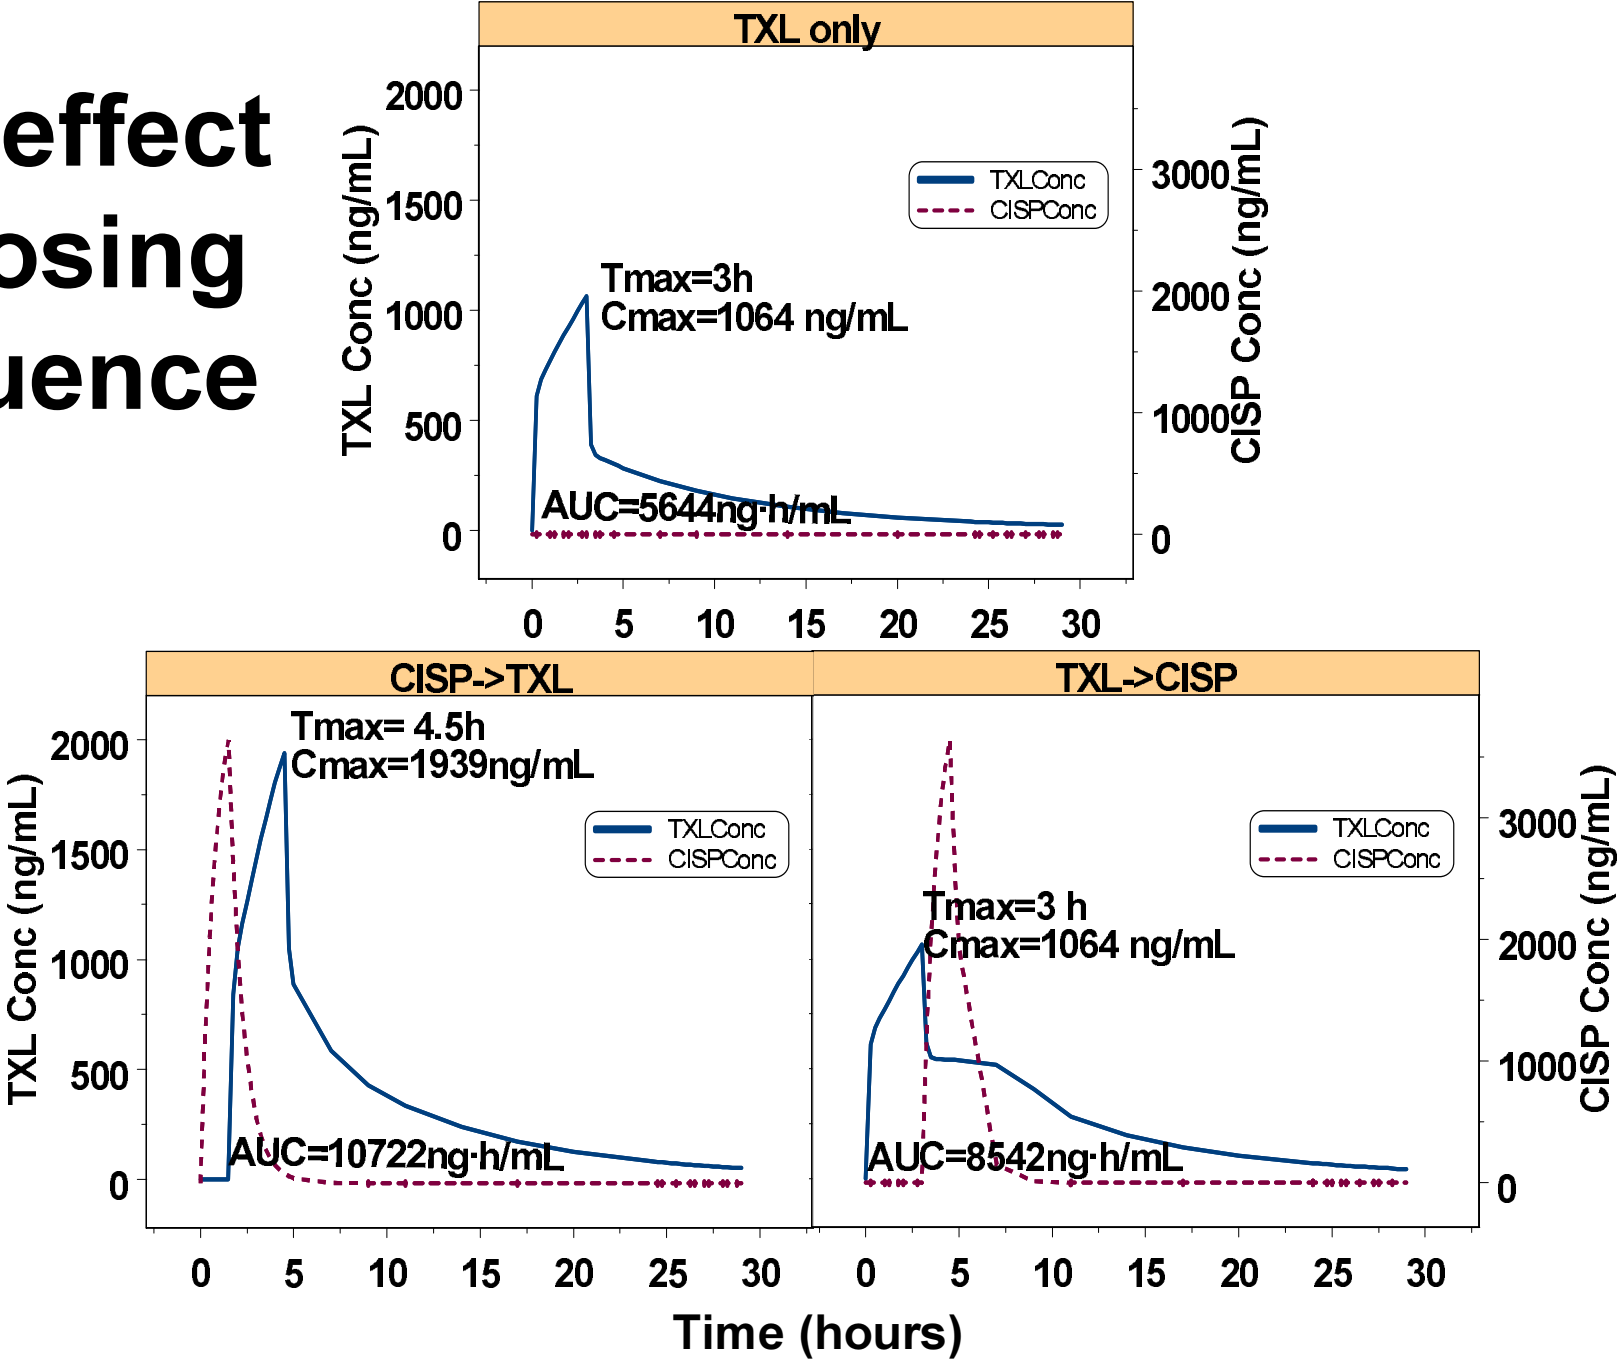 effect
osing
uence
TXL only
TXL Conc (ng/mL)
2000
1500
1000
500
0
CISP Conc (ng/mL)
3000
2000
1000
0
TXLConc
CISPConc
Tmax=3h
Cmax=1064 ng/mL
AUC=5644ng·h/mL
0 5 10 15 20 25 30
CISP->TXL
TXL Conc (ng/mL)
2000
1500
1000
500
0
Tmax= 4.5h
Cmax=1939ng/mL
TXLConc
CISPConc
AUC=10722ng·h/mL
0 5 10 15 20 25 30
TXL->CISP
TXLConc
CISPConc
Tmax=3 h
Cmax=1064 ng/mL
AUC=8542ng·h/mL
CISP Conc (ng/mL)
3000
2000
1000
0
0 5 10 15 20 25 30
Time (hours)